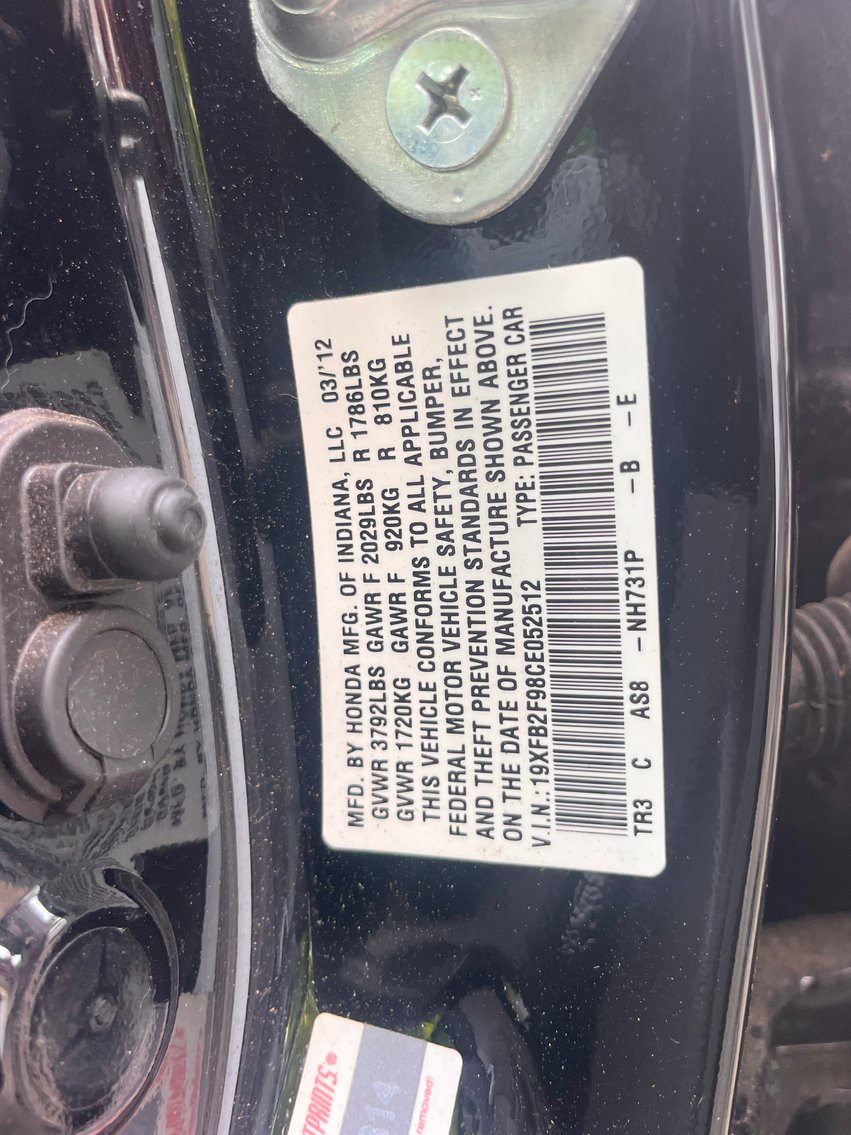 MFD. BY HONDA MFG. OF INDIANA, LLC 03/'12
GVWR 3792LBS GAWR F 2029LBS R 1786LBS
GVWR 1720KG GAWR F 920KG R 810KG
THIS VEHICLE CONFORMS TO ALL APPLICABLE
FEDERAL MOTOR VEHICLE SAFETY, BUMPER,
AND THEFT PREVENTION STANDARDS IN EFFECT
ON THE DATE OF MANUFACTURE SHOWN ABOVE.
V.I.N.: 19XFB2F98CE052512 TYPE: PASSENGER CAR
TR3 C AS8 -NH731P -B -E
removed!